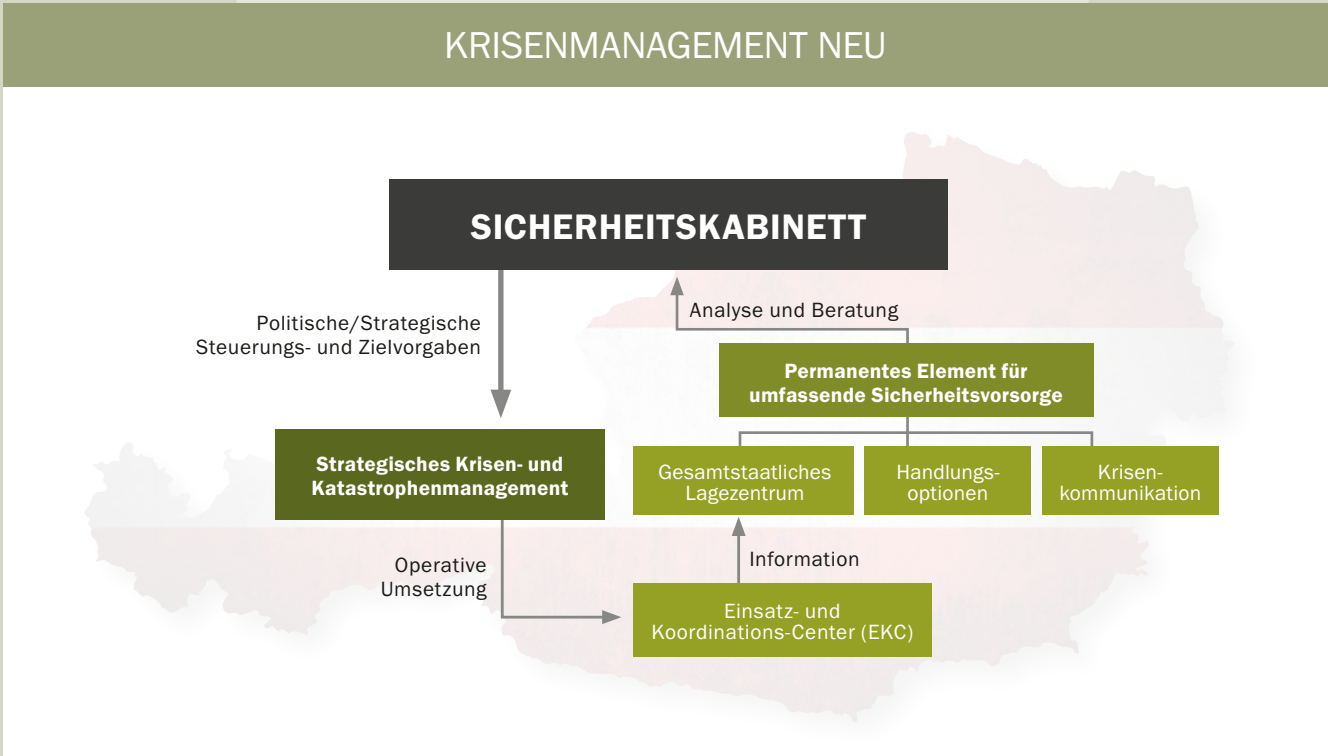 KRISENMANAGEMENT NEU
SICHERHEITSKABINETT
Politische/Strategische
Steuerungs- und Zielvorgaben
Analyse und Beratung
Permanentes Element für
umfassende Sicherheitsvorsorge
Strategisches Krisen- und
Katastrophenmanagement
Gesamtstaatliches
Lagezentrum
Handlungs-
optionen
Krisen-
kommunikation
Operative
Umsetzung
Information
Einsatz- und
Koordinations-Center (EKC)